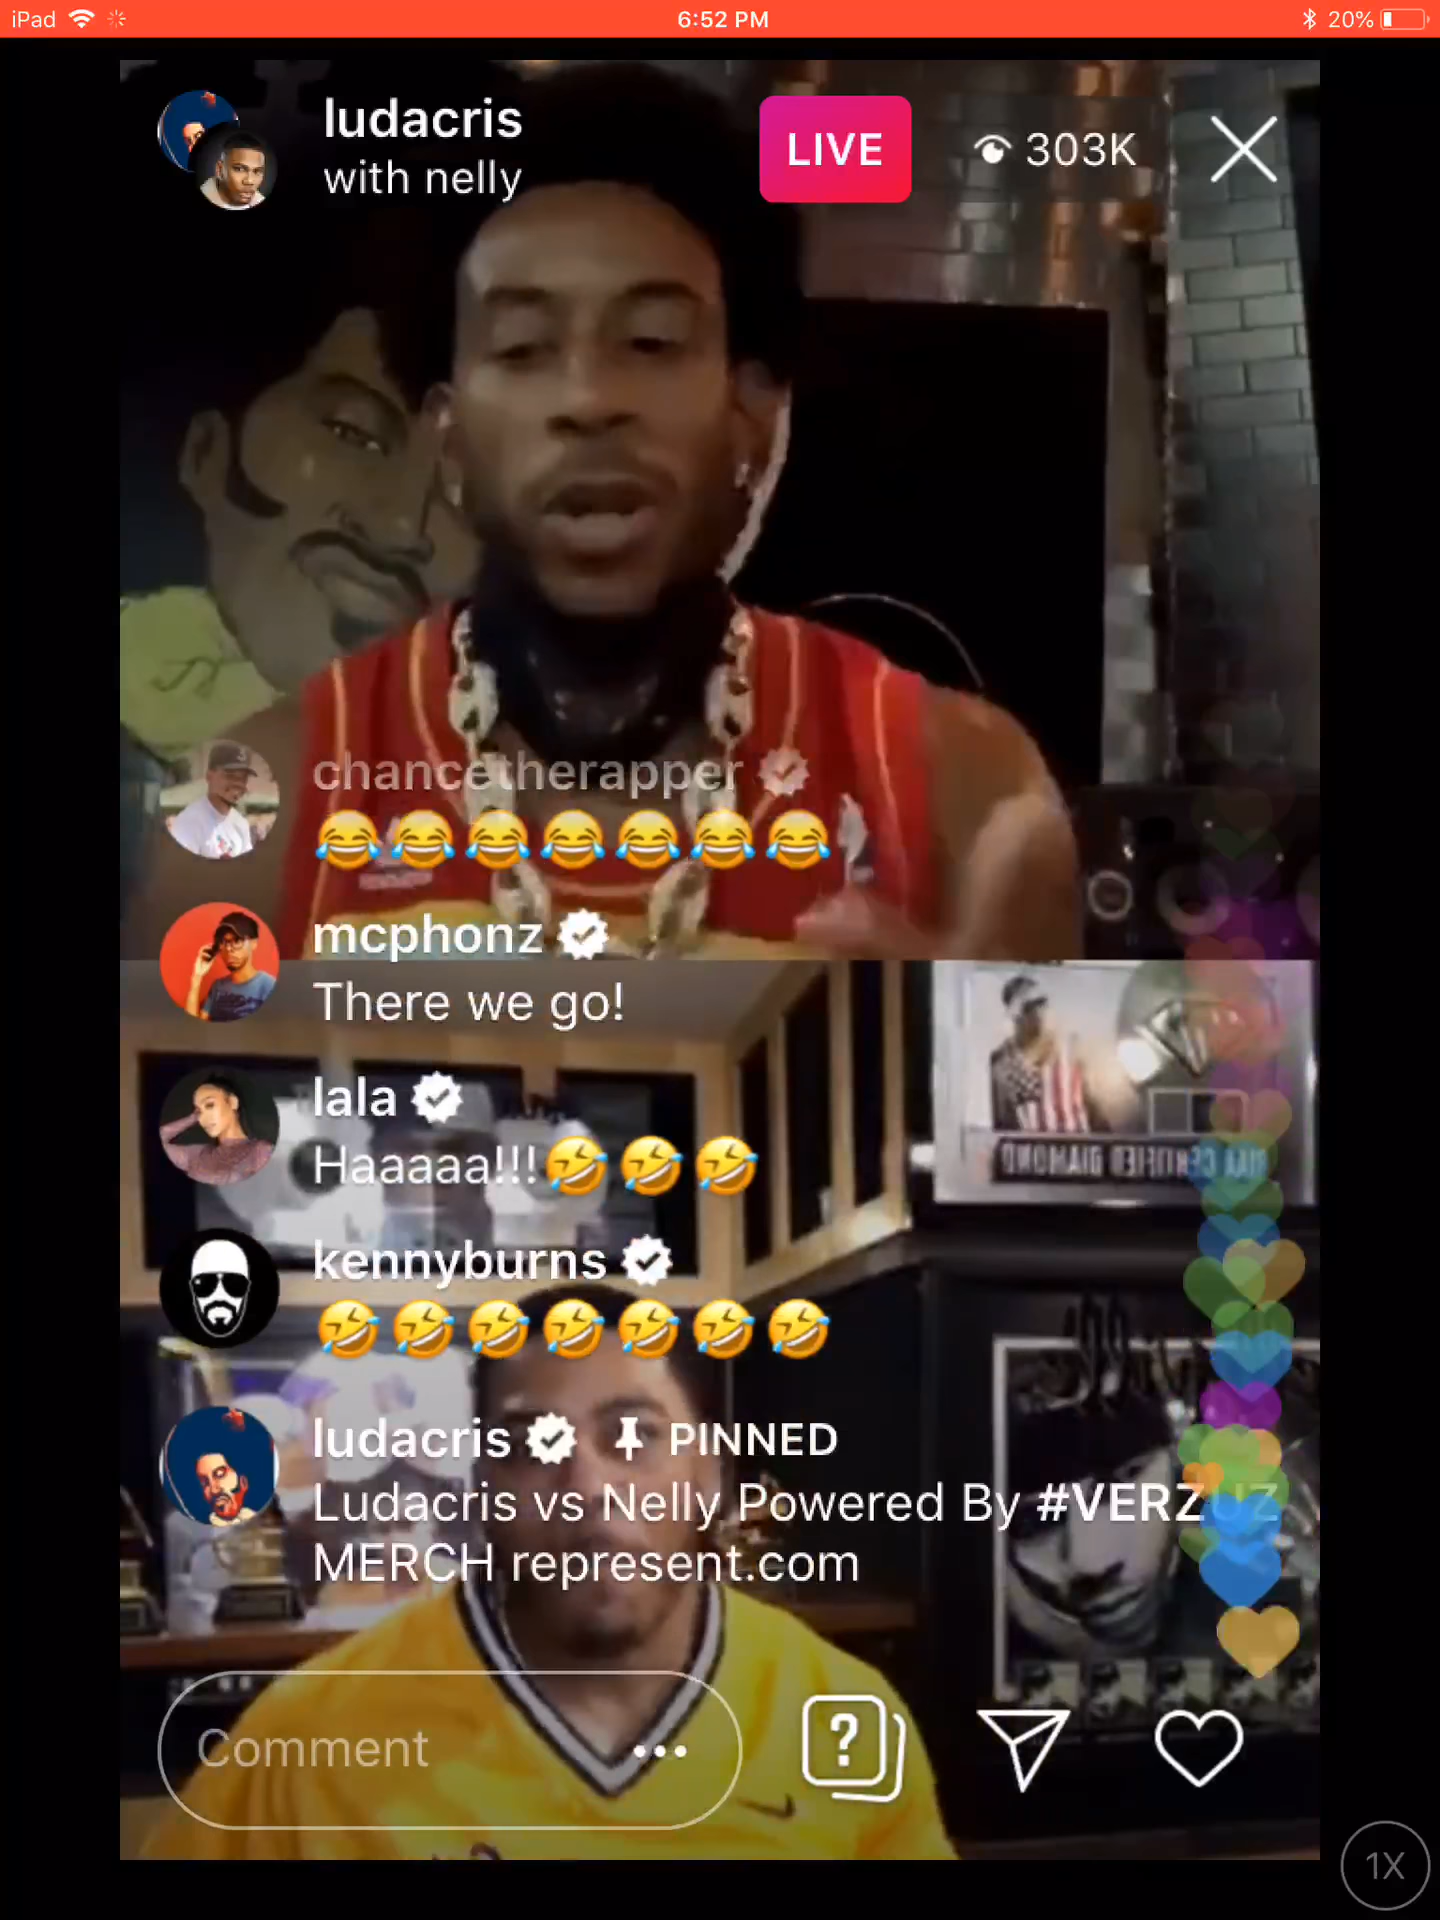 iPad 6:52 PM 20%
ludacris
with nelly
LIVE 303K
chancetherapper
😂😂😂😂😂😂😂
mcphonz
There we go!
lala
Haaaaa!!!🤣🤣🤣
kennyburns
🤣🤣🤣🤣🤣🤣🤣
ludacris PINNED
Ludacris vs Nelly Powered By #VERZUZ
MERCH represent.com
Comment
1X